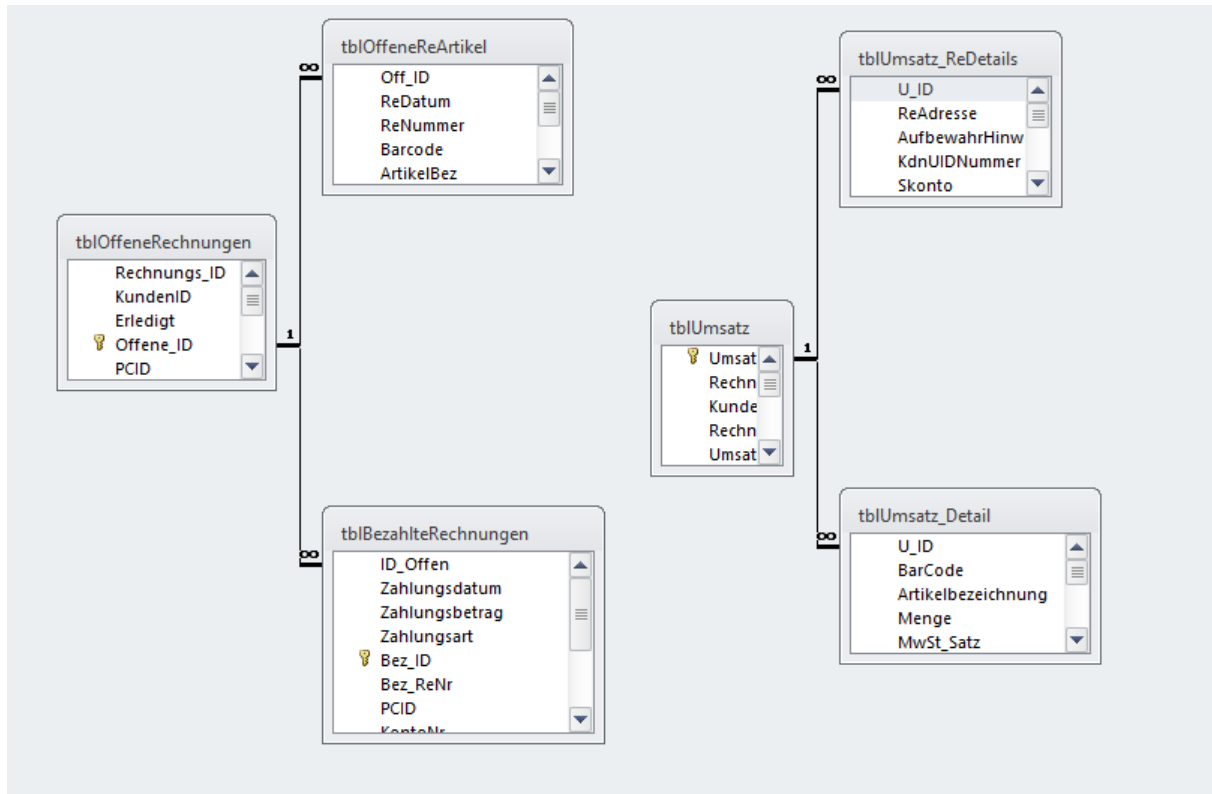 tblOffeneReArtikel
Off_ID
ReDatum
ReNummer
Barcode
ArtikelBez
tblOffeneRechnungen
Rechnungs_ID
KundenID
Erledigt
Offene_ID
PCID
tblBezahlteRechnungen
ID_Offen
Zahlungsdatum
Zahlungsbetrag
Zahlungsart
Bez_ID
Bez_ReNr
PCID
KontoNr
∞
1
∞
tblUmsatz_ReDetails
U_ID
ReAdresse
AufbewahrHinw
KdnUIDNummer
Skonto
tblUmsatz
Umsat
Rechn
Kunde
Rechn
Umsat
tblUmsatz_Detail
U_ID
BarCode
Artikelbezeichnung
Menge
MwSt_Satz
∞
1
∞